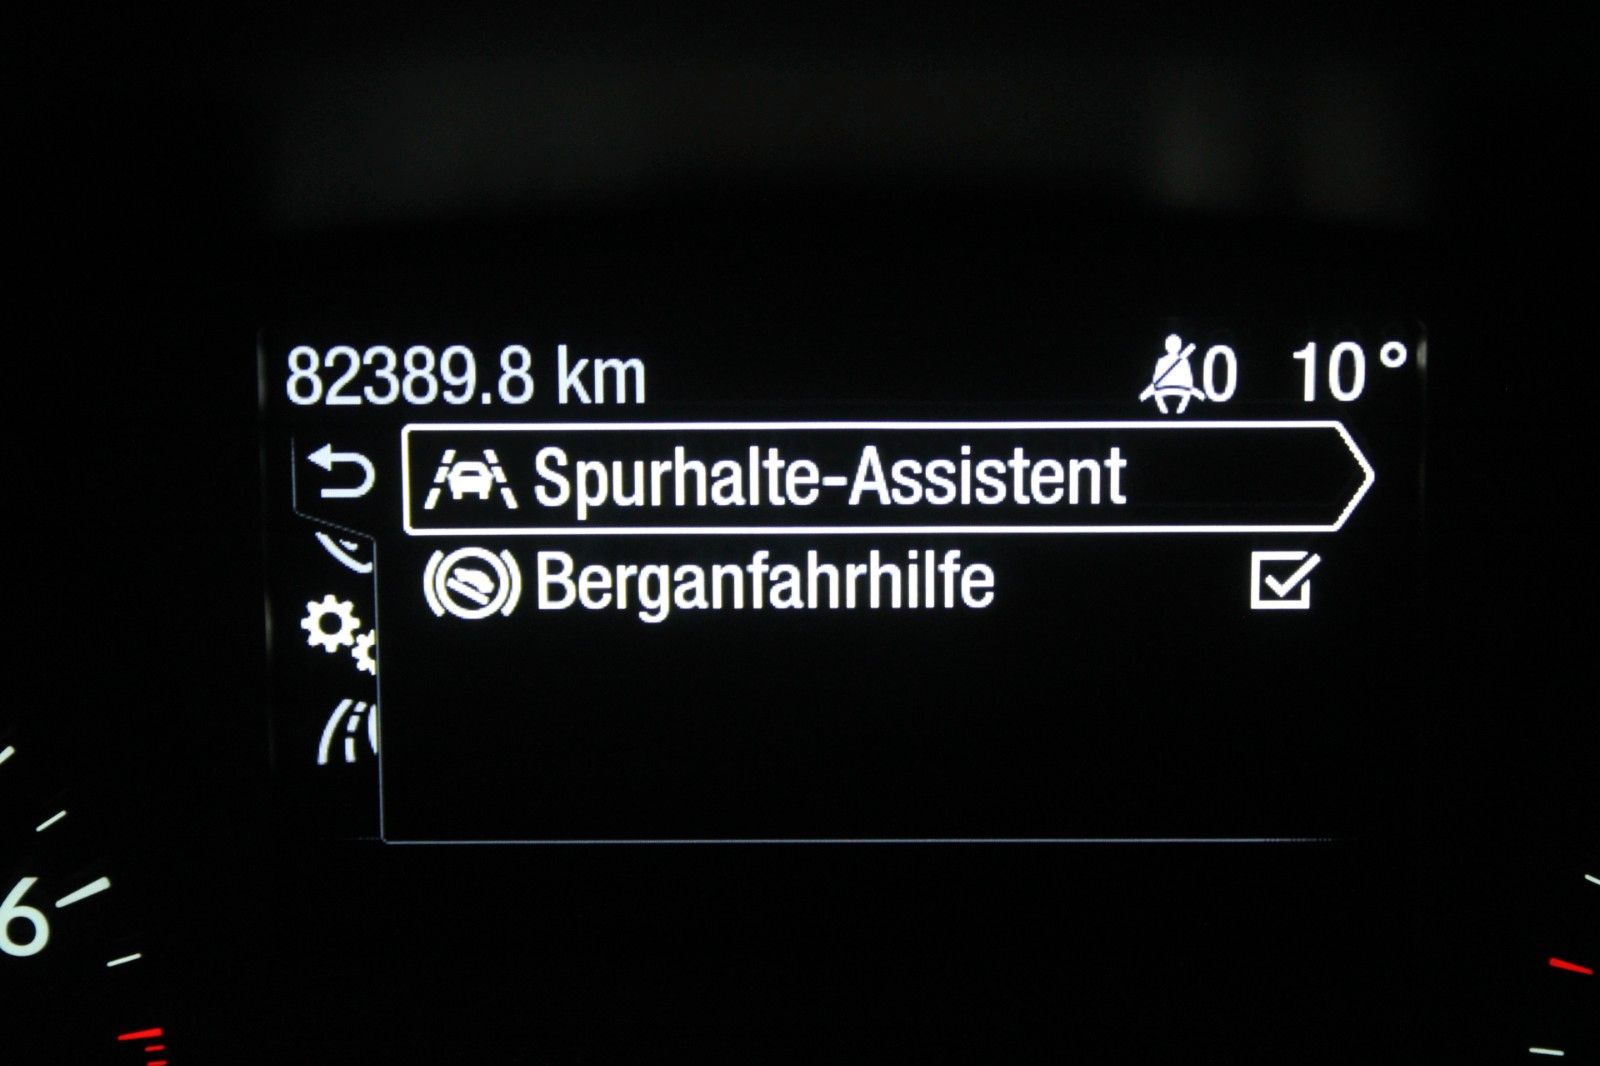 82389.8 km 0 10°
Spurhalte-Assistent
Berganfahrhilfe
6